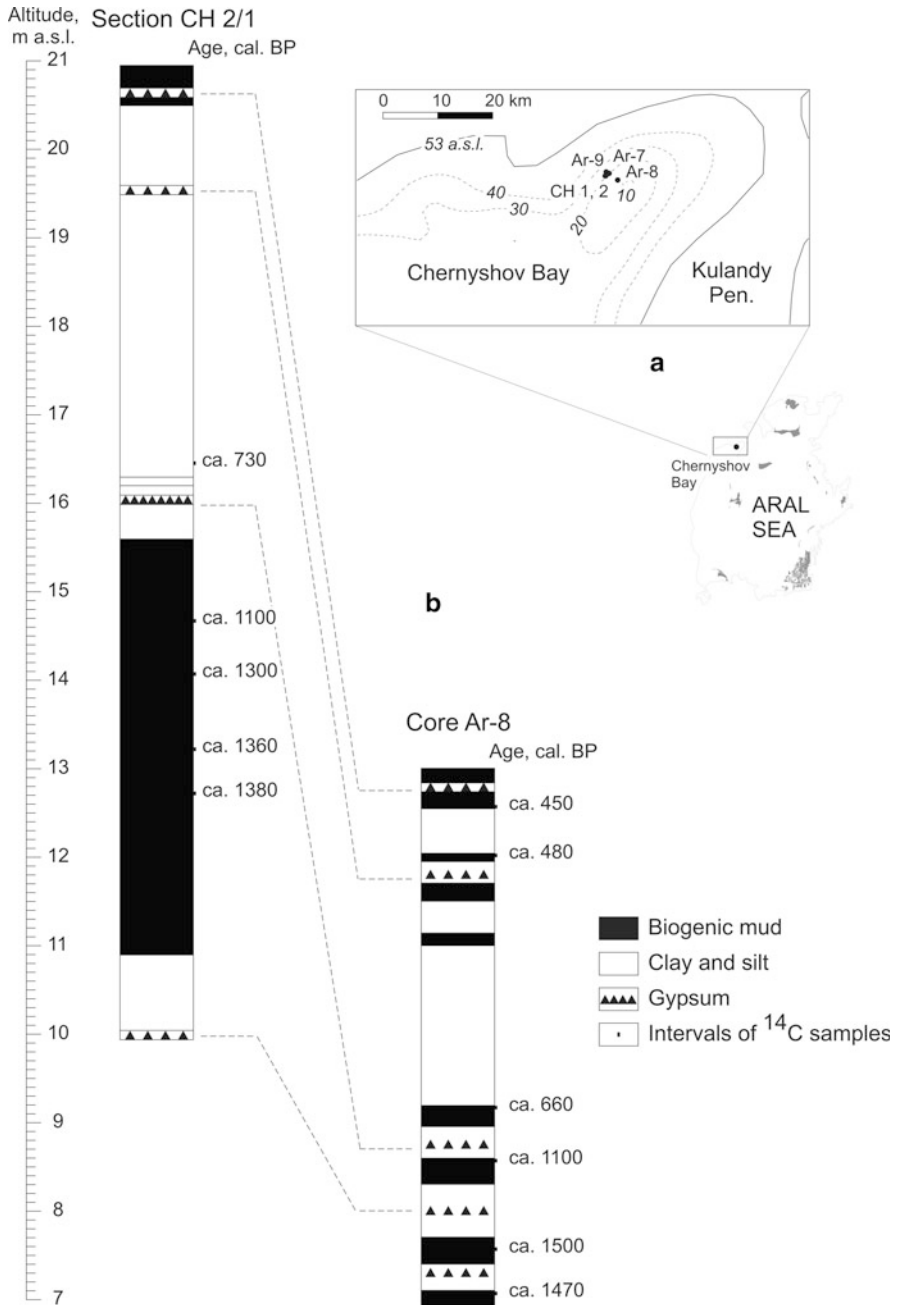 Altitude,
m a.s.l.
Section CH 2/1
Age, cal. BP
21
20
19
18
17
16
15
14
13
12
11
10
9
8
7
ca. 730
ca. 1100
ca. 1300
ca. 1360
ca. 1380
0 10 20 km
53 a.s.l.
Ar-9 Ar-7
Ar-8
CH 1, 2
40
30
20
10
Chernyshov Bay
Kulandy
Pen.
a
Chernyshov
Bay
ARAL
SEA
b
Core Ar-8
Age, cal. BP
ca. 450
ca. 480
ca. 660
ca. 1100
ca. 1500
ca. 1470
Biogenic mud
Clay and silt
Gypsum
Intervals of ¹⁴C samples